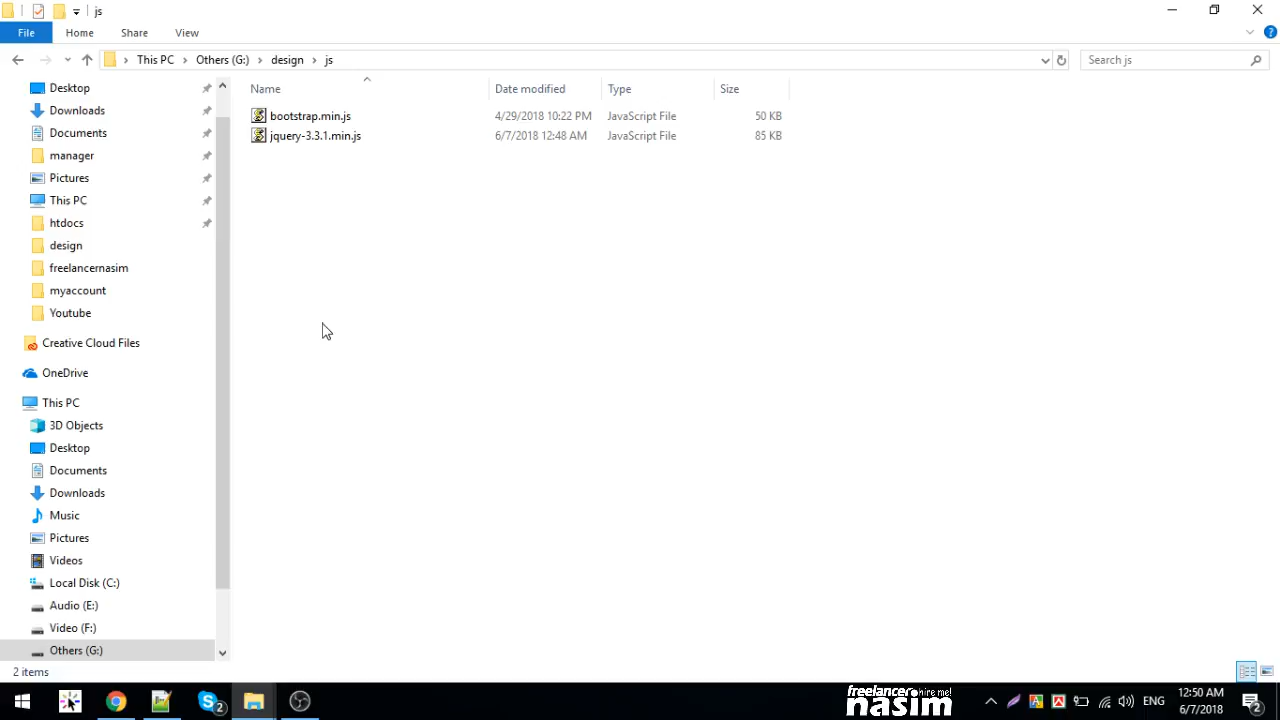 js
File Home Share View
This PC Others (G:) design js
Search js
Desktop
Downloads
Documents
manager
Pictures
This PC
htdocs
design
freelancernasim
myaccount
Youtube
Creative Cloud Files
OneDrive
This PC
3D Objects
Desktop
Documents
Downloads
Music
Pictures
Videos
Local Disk (C:)
Audio (E:)
Video (F:)
Others (G:)
Name Date modified Type Size
bootstrap.min.js 4/29/2018 10:22 PM JavaScript File 50 KB
jquery-3.3.1.min.js 6/7/2018 12:48 AM JavaScript File 85 KB
2 items
freelancer hire me!
nasim
ENG
12:50 AM
6/7/2018
2
2